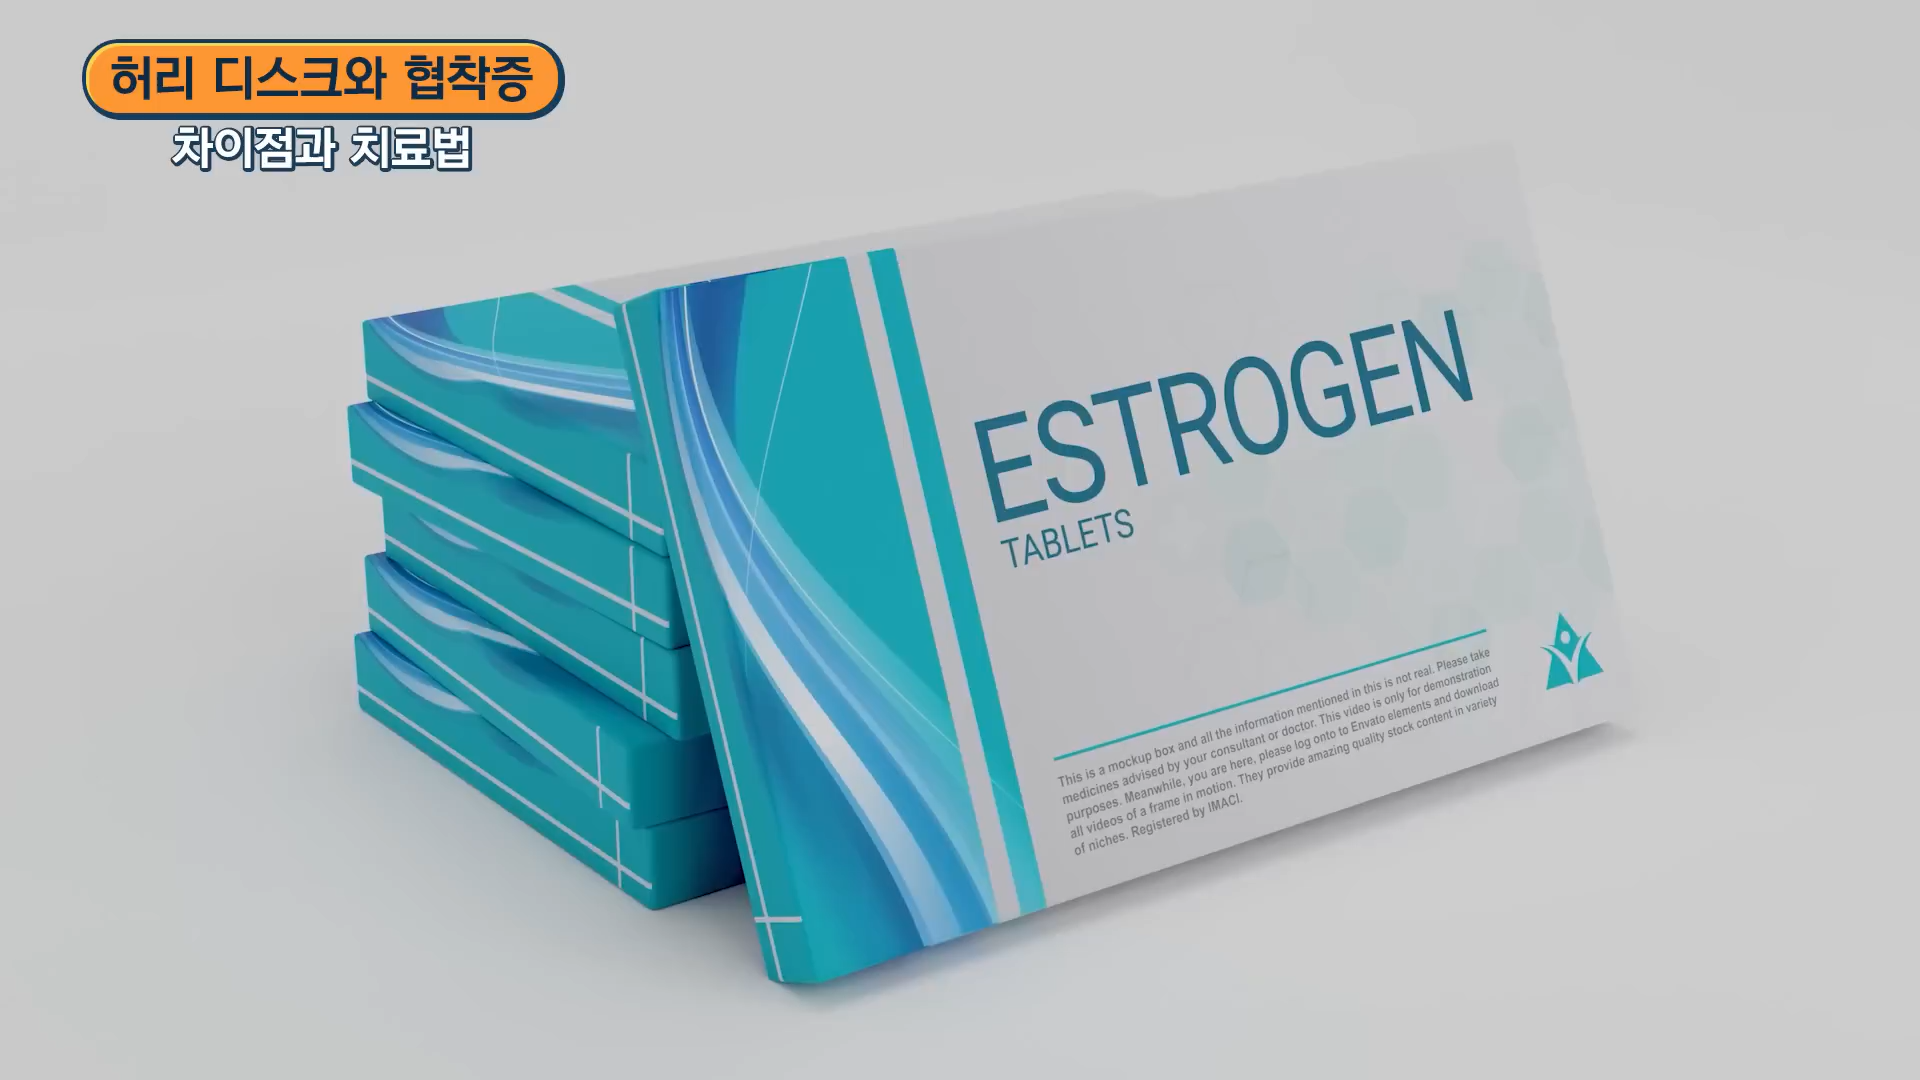 허리 디스크와 협착증
차이점과 치료법
ESTROGEN
TABLETS
This is a mockup box and all the information mentioned in this is not real. Please take
medicines advised by your consultant or doctor. This video is only for demonstration
purposes. Meanwhile, you are here, please log onto to Envato elements and download
all videos of a frame in motion. They provide amazing quality stock content in variety
of niches. Registered by IMACI.